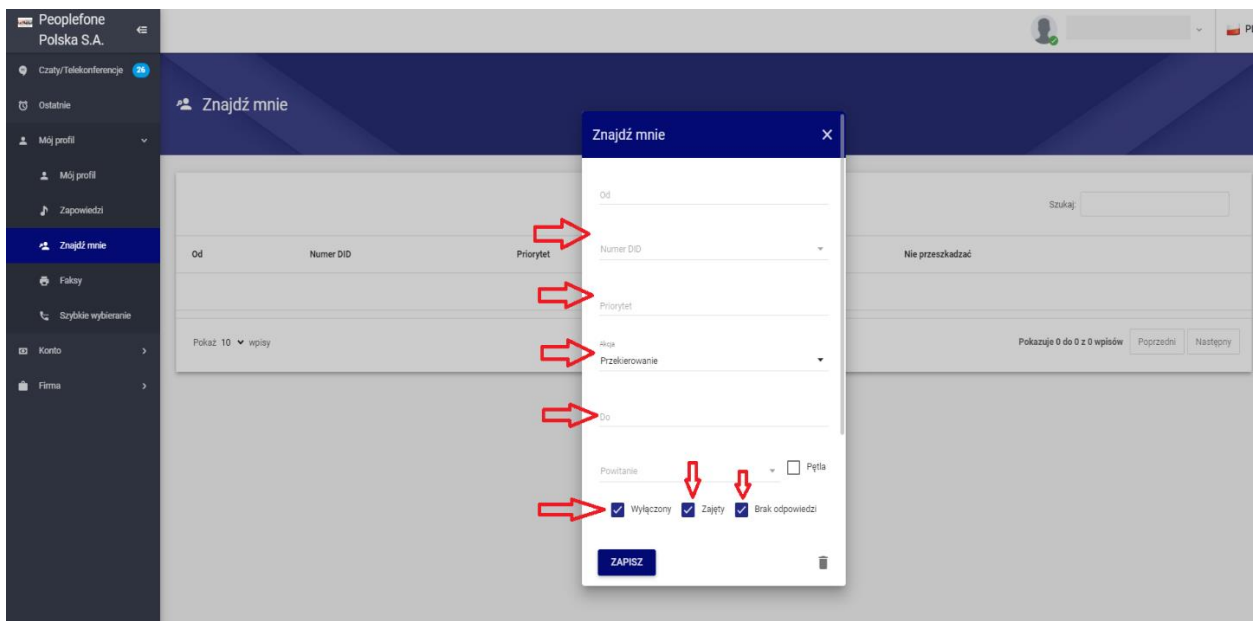 Peoplefone
Polska S.A.
PL
Czaty/Telekonferencje 26
Ostatnie
Mój profil
Mój profil
Zapowiedzi
Znajdź mnie
Faksy
Szybkie wybieranie
Konto
Firma
Znajdź mnie
Szukaj:
Od Numer DID Priorytet Nie przeszkadzać
Pokaż 10 wpisy
Pokazuje 0 do 0 z 0 wpisów Poprzedni Następny
Znajdź mnie
Od
Numer DID
Priorytet
Akcja
Przekierowanie
Do
Powitanie Pętla
Wyłączony Zajęty Brak odpowiedzi
ZAPISZ